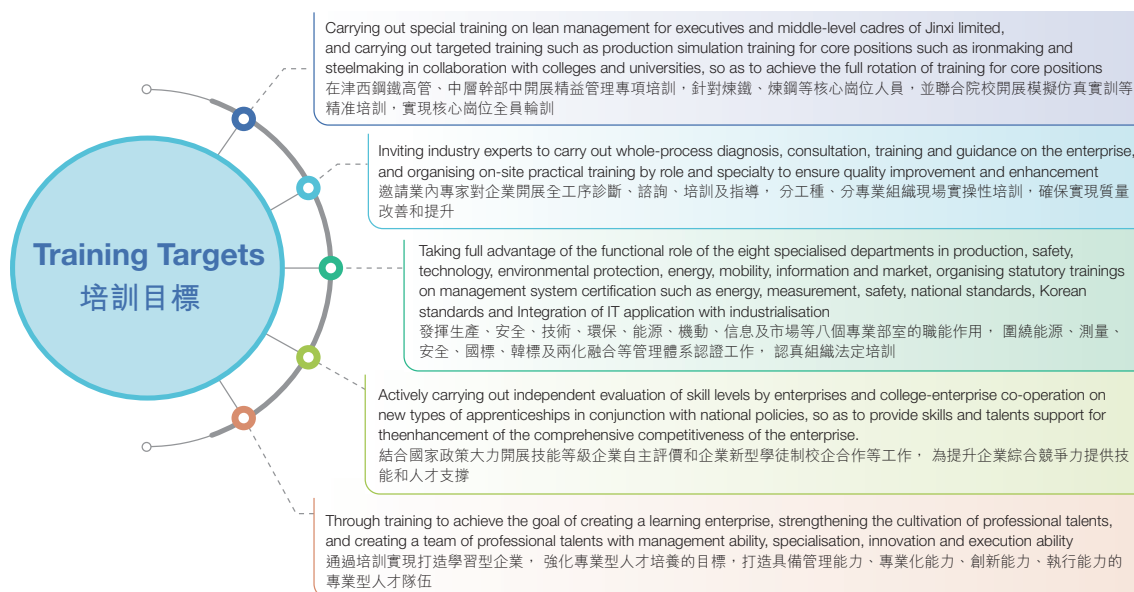 Training Targets
培訓目標
Carrying out special training on lean management for executives and middle-level cadres of Jinxi limited,
and carrying out targeted training such as production simulation training for core positions such as ironmaking and
steelmaking in collaboration with colleges and universities, so as to achieve the full rotation of training for core positions
在津西鋼鐵高管、中層幹部中開展精益管理專項培訓，針對煉鐵、煉鋼等核心崗位人員，並聯合院校開展模擬仿真實訓等
精准培訓，實現核心崗位全員輪訓
Inviting industry experts to carry out whole-process diagnosis, consultation, training and guidance on the enterprise,
and organising on-site practical training by role and specialty to ensure quality improvement and enhancement
邀請業內專家對企業開展全工序診斷、諮詢、培訓及指導， 分工種、分專業組織現場實操性培訓，確保實現質量
改善和提升
Taking full advantage of the functional role of the eight specialised departments in production, safety,
technology, environmental protection, energy, mobility, information and market, organising statutory trainings
on management system certification such as energy, measurement, safety, national standards, Korean
standards and Integration of IT application with industrialisation
發揮生產、安全、技術、環保、能源、機動、信息及市場等八個專業部室的職能作用， 圍繞能源、測量、
安全、國標、韓標及兩化融合等管理體系認證工作， 認真組織法定培訓
Actively carrying out independent evaluation of skill levels by enterprises and college-enterprise co-operation on
new types of apprenticeships in conjunction with national policies, so as to provide skills and talents support for
theenhancement of the comprehensive competitiveness of the enterprise.
結合國家政策大力開展技能等級企業自主評價和企業新型學徒制校企合作等工作， 為提升企業綜合競爭力提供技
能和人才支撐
Through training to achieve the goal of creating a learning enterprise, strengthening the cultivation of professional talents,
and creating a team of professional talents with management ability, specialisation, innovation and execution ability
通過培訓實現打造學習型企業， 強化專業型人才培養的目標，打造具備管理能力、專業化能力、創新能力、執行能力的
專業型人才隊伍